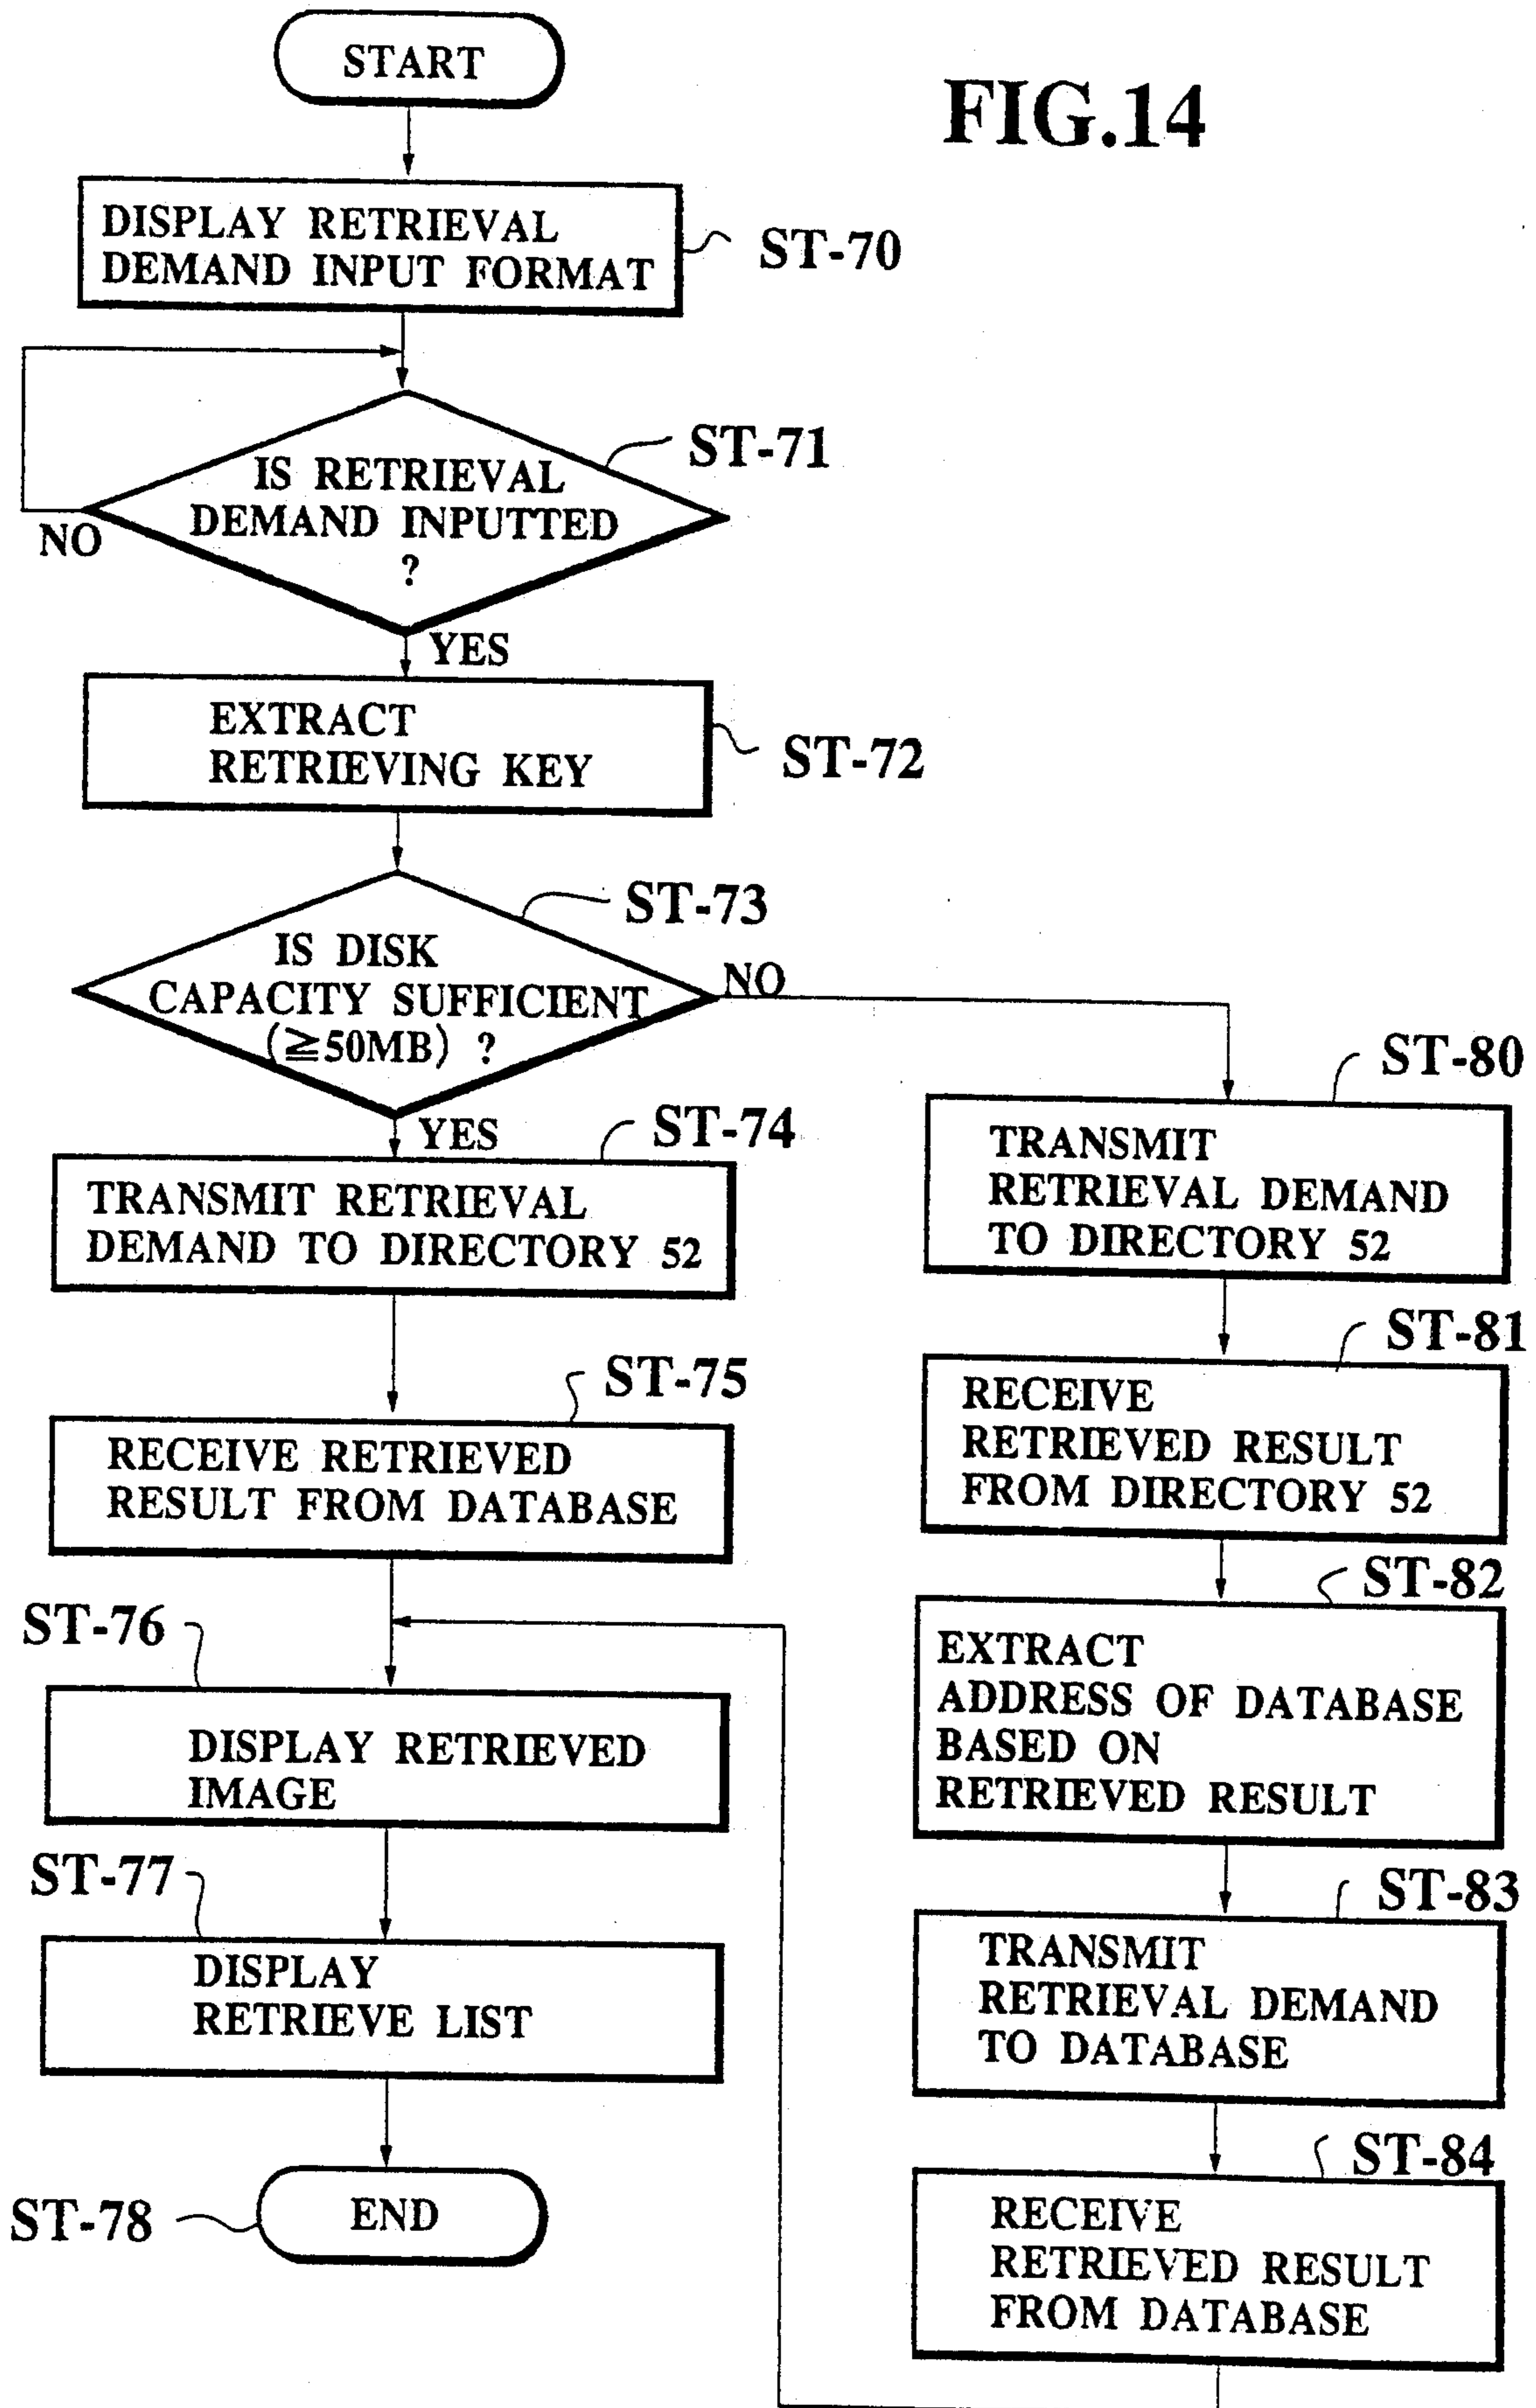 START
FIG.14
DISPLAY RETRIEVAL
DEMAND INPUT FORMAT
ST-70
IS RETRIEVAL
DEMAND INPUTTED
?
ST-71
NO
YES
EXTRACT
RETRIEVING KEY
ST-72
IS DISK
CAPACITY SUFFICIENT
(≧50MB) ?
ST-73
NO
YES
ST-74
TRANSMIT RETRIEVAL
DEMAND TO DIRECTORY 52
ST-75
RECEIVE RETRIEVED
RESULT FROM DATABASE
ST-76
DISPLAY RETRIEVED
IMAGE
ST-77
DISPLAY
RETRIEVE LIST
ST-78
END
ST-80
TRANSMIT
RETRIEVAL DEMAND
TO DIRECTORY 52
ST-81
RECEIVE
RETRIEVED RESULT
FROM DIRECTORY 52
ST-82
EXTRACT
ADDRESS OF DATABASE
BASED ON
RETRIEVED RESULT
ST-83
TRANSMIT
RETRIEVAL DEMAND
TO DATABASE
ST-84
RECEIVE
RETRIEVED RESULT
FROM DATABASE